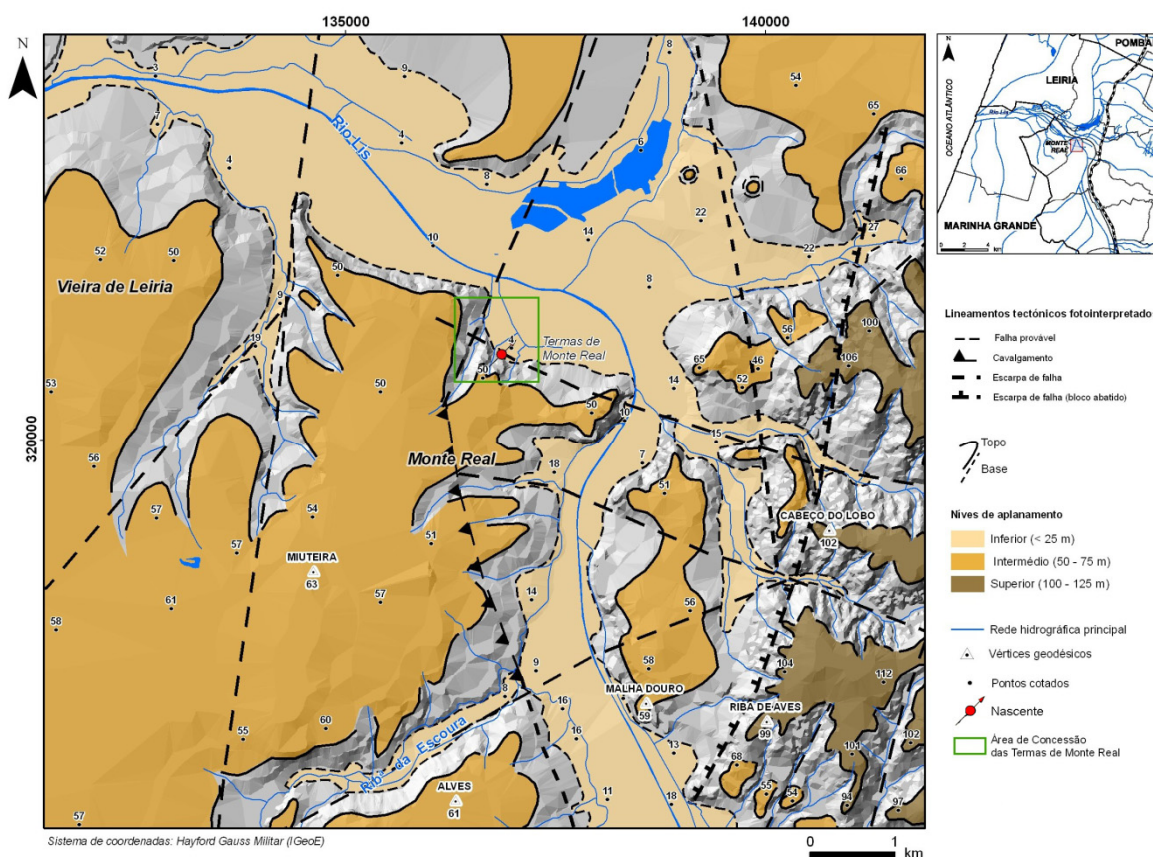 135000
140000
N
320000
3
9
8
54
65
Rio Lis
7
4
4
6
66
8
22
27
52
50
10
14
22
Vieira de Leiria
50
9
8
56
100
Termas de
Monte Real
4
19
106
65
46
50
53
50
14
52
50
10
15
56
Monte Real
18
7
51
57
54
51
CABEÇO DO LOBO
102
57
MIUTEIRA
63
61
57
14
56
58
9
58
104
112
8
MALHA DOURO
59
RIBA DE AVES
99
16
55
60
16
13
101
102
Ribª da Escoura
68
ALVES
61
55
54
94
97
57
11
18
Sistema de coordenadas: Hayford Gauss Militar (IGeoE)
0 1
km
N
POMBA
LEIRIA
OCEANO ATLÂNTICO
Rio Lis
MONTE
REAL
MARINHA GRANDE
0 2 4
km
Lineamentos tectónicos fotointerpretados
Falha provável
Cavalgamento
Escarpa de falha
Escarpa de falha (bloco abatido)
Topo
Base
Nives de aplanamento
Inferior (< 25 m)
Intermédio (50 - 75 m)
Superior (100 - 125 m)
Rede hidrográfica principal
Vértices geodésicos
Pontos cotados
Nascente
Área de Concessão
das Termas de Monte Real